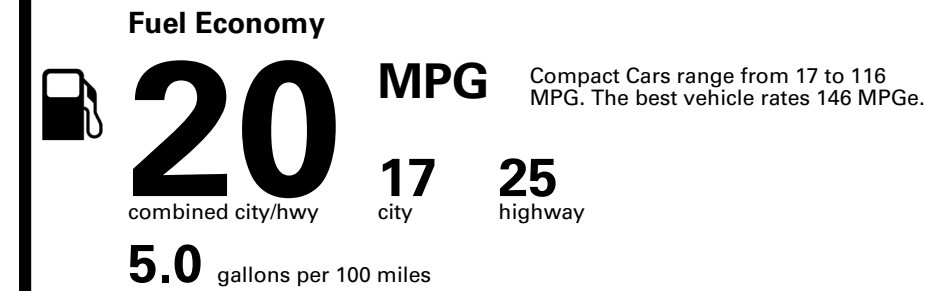 Fuel Economy
20 MPG
Compact Cars range from 17 to 116
MPG. The best vehicle rates 146 MPGe.
combined city/hwy
17
city
25
highway
5.0 gallons per 100 miles